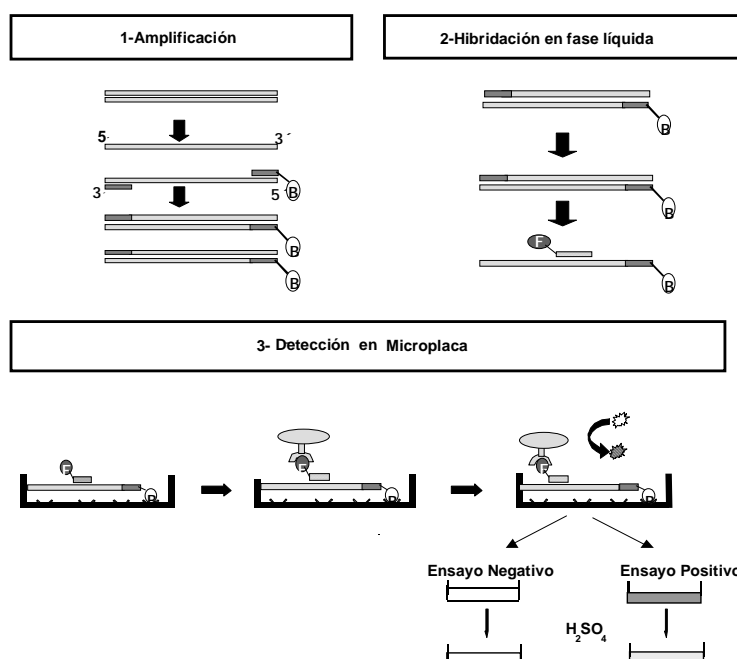 1-Amplificación
2-Hibridación en fase líquida
B
5´
3´
B
3´
5´
B
B
F
B
3- Detección en Microplaca
F
B
F
B
F
B
Ensayo Negativo
Ensayo Positivo
H2SO4